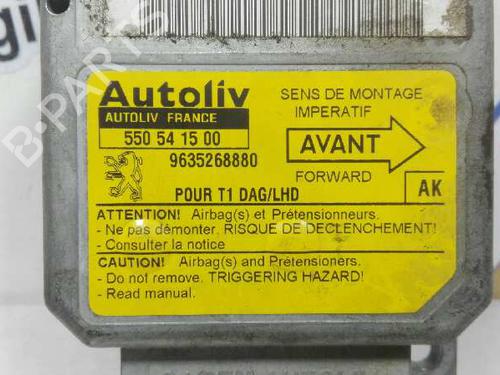 Autoliv
AUTOLIV FRANCE
550 54 15 00
9635268880
POUR T1 DAG/LHD
SENS DE MONTAGE
IMPERATIF
AVANT
FORWARD
AK
ATTENTION! Airbag(s) et Prétensionneurs.
- Ne pas démonter. RISQUE DE DECLENCHEMENT!
- Consulter la notice
CAUTION! Airbag(s) and Pretensioners.
- Do not remove. TRIGGERING HAZARD!
- Read manual.
B-PARTS